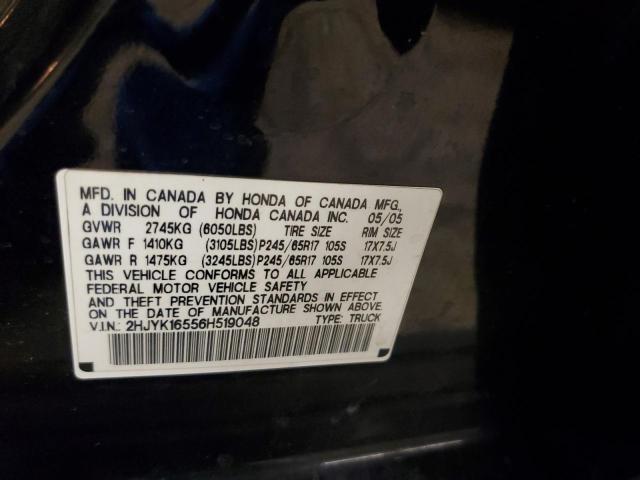 MFD. IN CANADA BY HONDA OF CANADA MFG.,
A DIVISION OF HONDA CANADA INC. 05/05
GVWR 2745KG (6050LBS) TIRE SIZE RIM SIZE
GAWR F 1410KG (3105LBS) P245/65R17 105S 17X7.5J
GAWR R 1475KG (3245LBS) P245/65R17 105S 17X7.5J
THIS VEHICLE CONFORMS TO ALL APPLICABLE
FEDERAL MOTOR VEHICLE SAFETY
AND THEFT PREVENTION STANDARDS IN EFFECT
ON THE DATE OF MANUFACTURE SHOWN ABOVE.
V.I.N.: 2HJYK16556H519048 TYPE: TRUCK